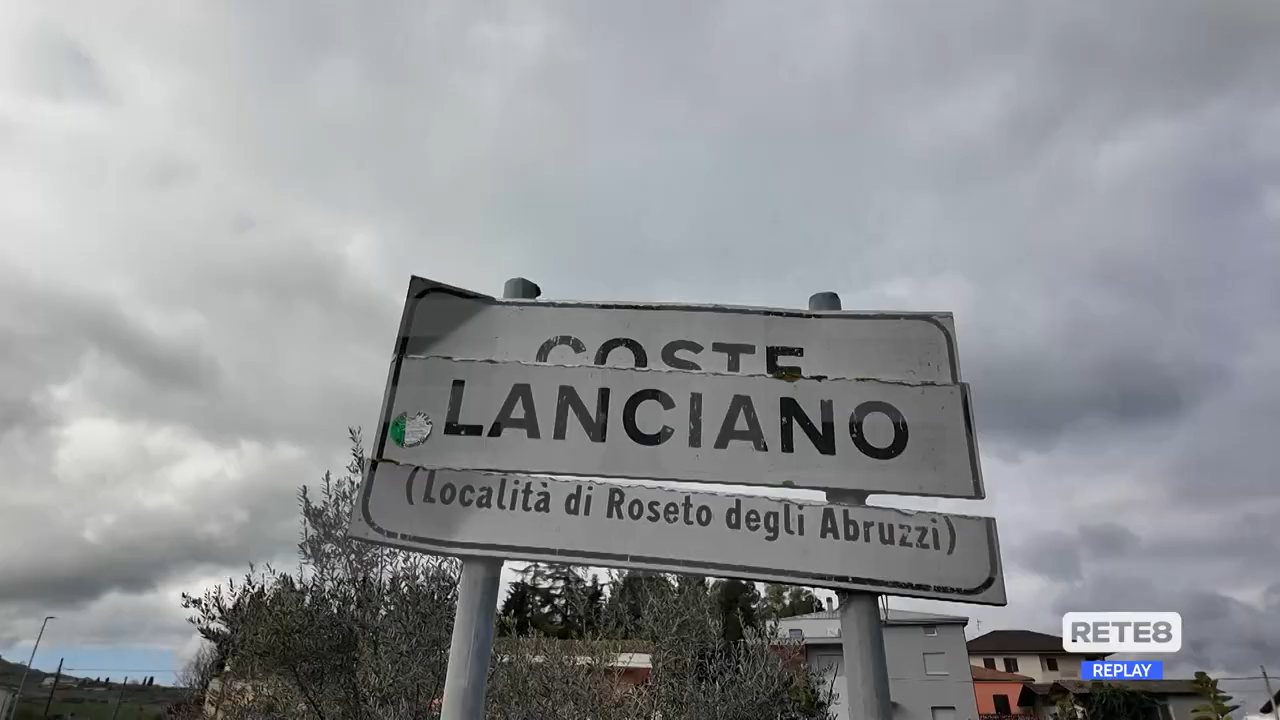 COSTE
LANCIANO
(Località di Roseto degli Abruzzi)
RETE8
REPLAY